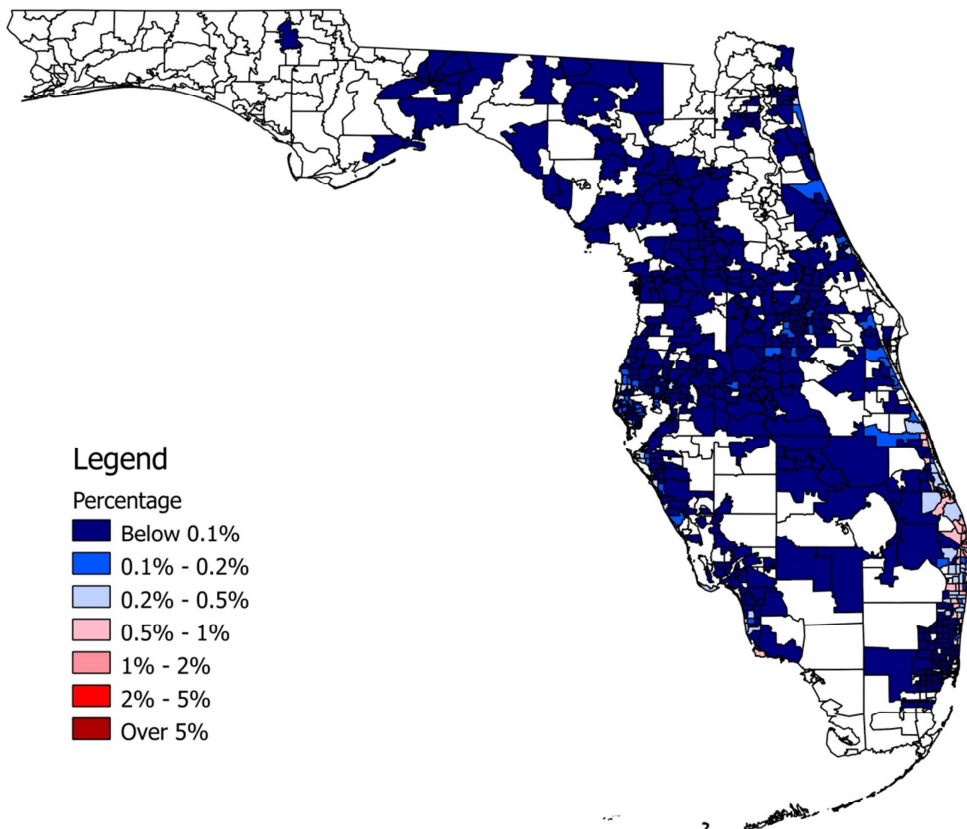 Legend
Percentage
Below 0.1%
0.1% - 0.2%
0.2% - 0.5%
0.5% - 1%
1% - 2%
2% - 5%
Over 5%